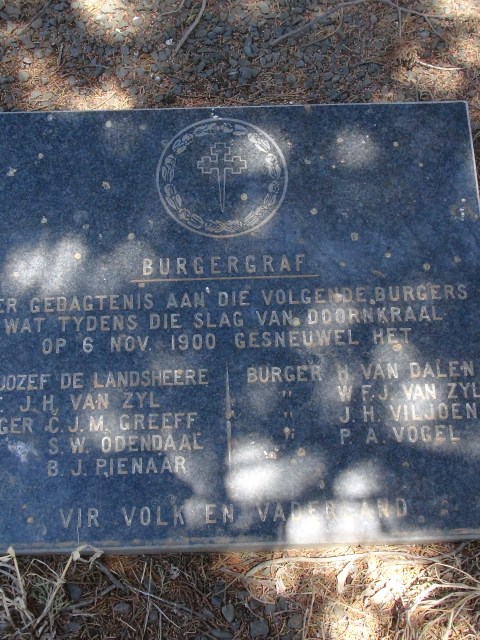 BURGERGRAF
ER GEDAGTENIS AAN DIE VOLGENDE BURGERS
WAT TYDENS DIE SLAG VAN DOORNKRAAL
OP 6 NOV. 1900 GESNEUWEL HET
JOZEF DE LANDSHEERE
J. H. VAN ZYL
GER C.J.M. GREEFF
S.W. ODENDAAL
B.J. PIENAAR
BURGER H. VAN DALEN
" W.F.J. VAN ZYL
" J.H. VILJOEN
" P.A. VOGEL
VIR VOLK EN VADERLAND